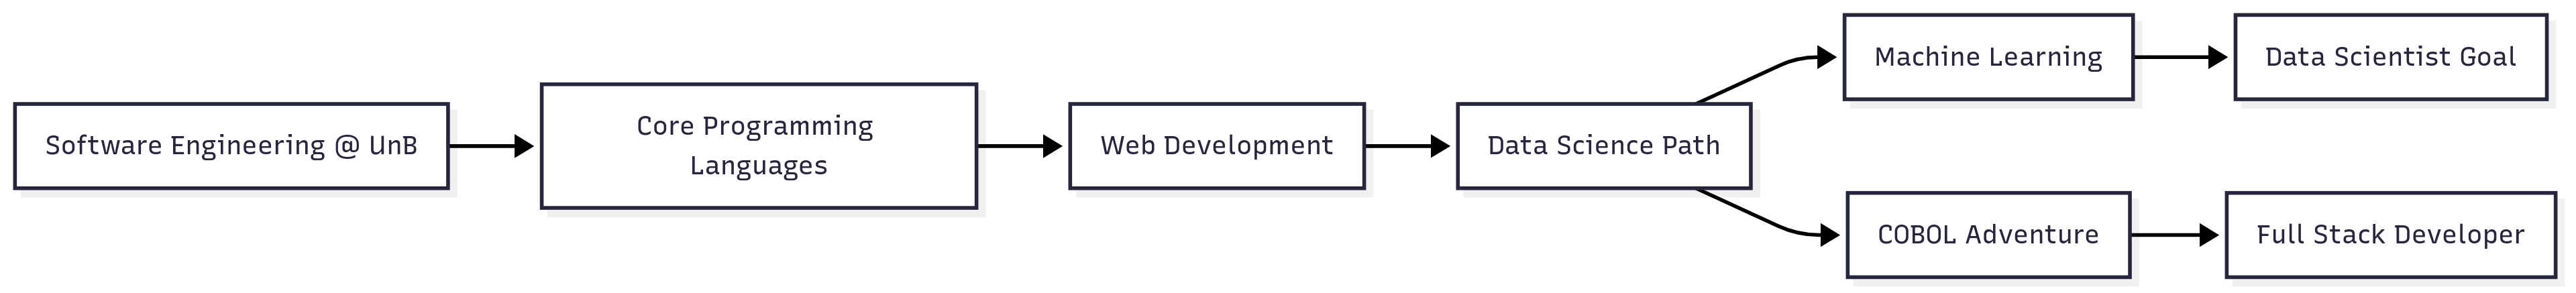 Software Engineering @ UnB
Core Programming
Languages
Web Development
Data Science Path
Machine Learning
Data Scientist Goal
COBOL Adventure
Full Stack Developer